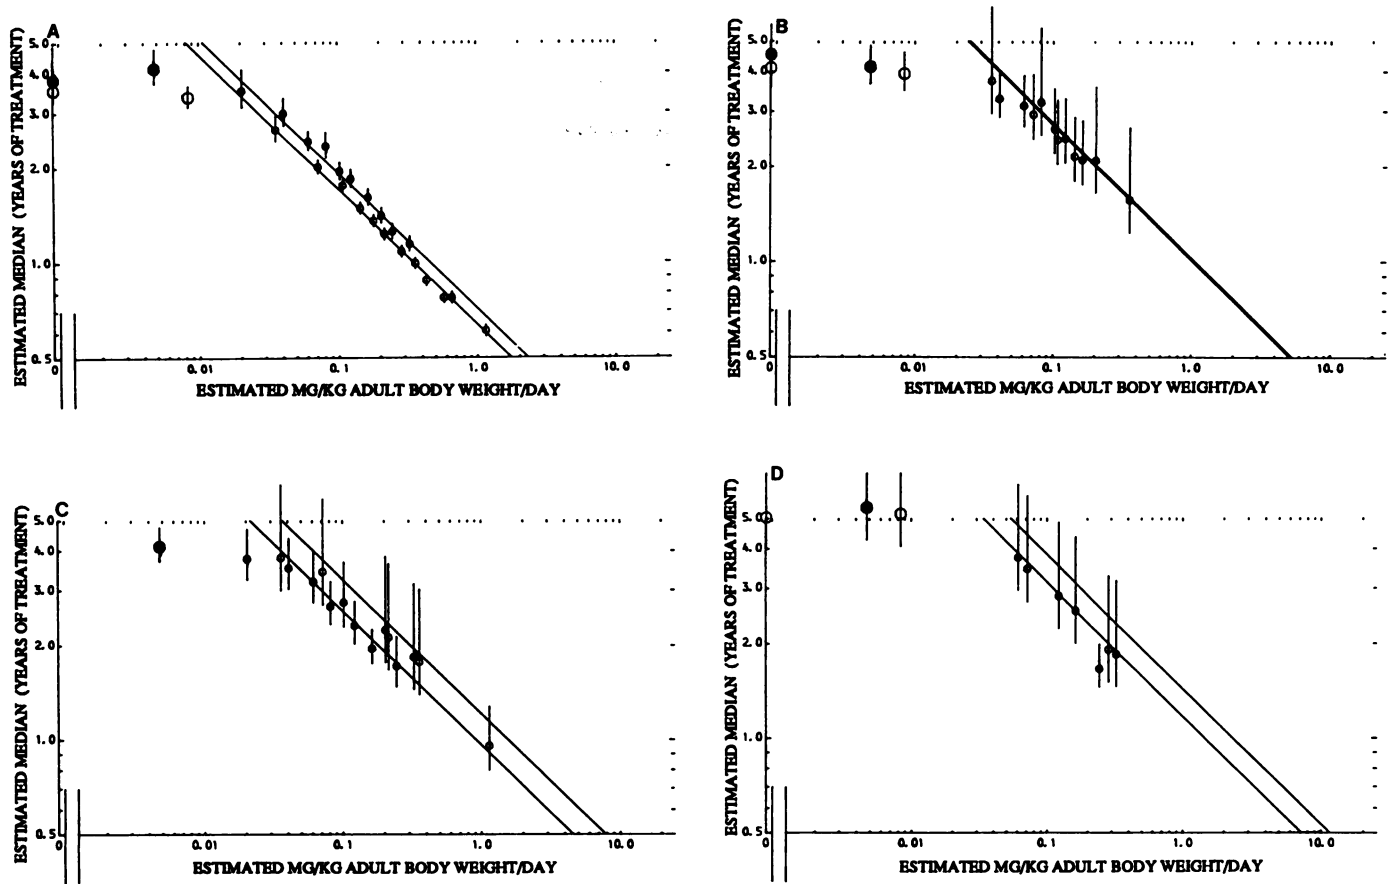 A
ESTIMATED MEDIAN (YEARS OF TREATMENT)
5.0
4.0
3.0
2.0
1.0
0.5
0 0.01 0.1 1.0 10.0
ESTIMATED MG/KG ADULT BODY WEIGHT/DAY
B
ESTIMATED MEDIAN (YEARS OF TREATMENT)
5.0
4.0
3.0
2.0
1.0
0.5
0 0.01 0.1 1.0 10.0
ESTIMATED MG/KG ADULT BODY WEIGHT/DAY
C
ESTIMATED MEDIAN (YEARS OF TREATMENT)
5.0
4.0
3.0
2.0
1.0
0.5
0 0.01 0.1 1.0 10.0
ESTIMATED MG/KG ADULT BODY WEIGHT/DAY
D
ESTIMATED MEDIAN (YEARS OF TREATMENT)
5.0
4.0
3.0
2.0
1.0
0.5
0 0.01 0.1 1.0 10.0
ESTIMATED MG/KG ADULT BODY WEIGHT/DAY